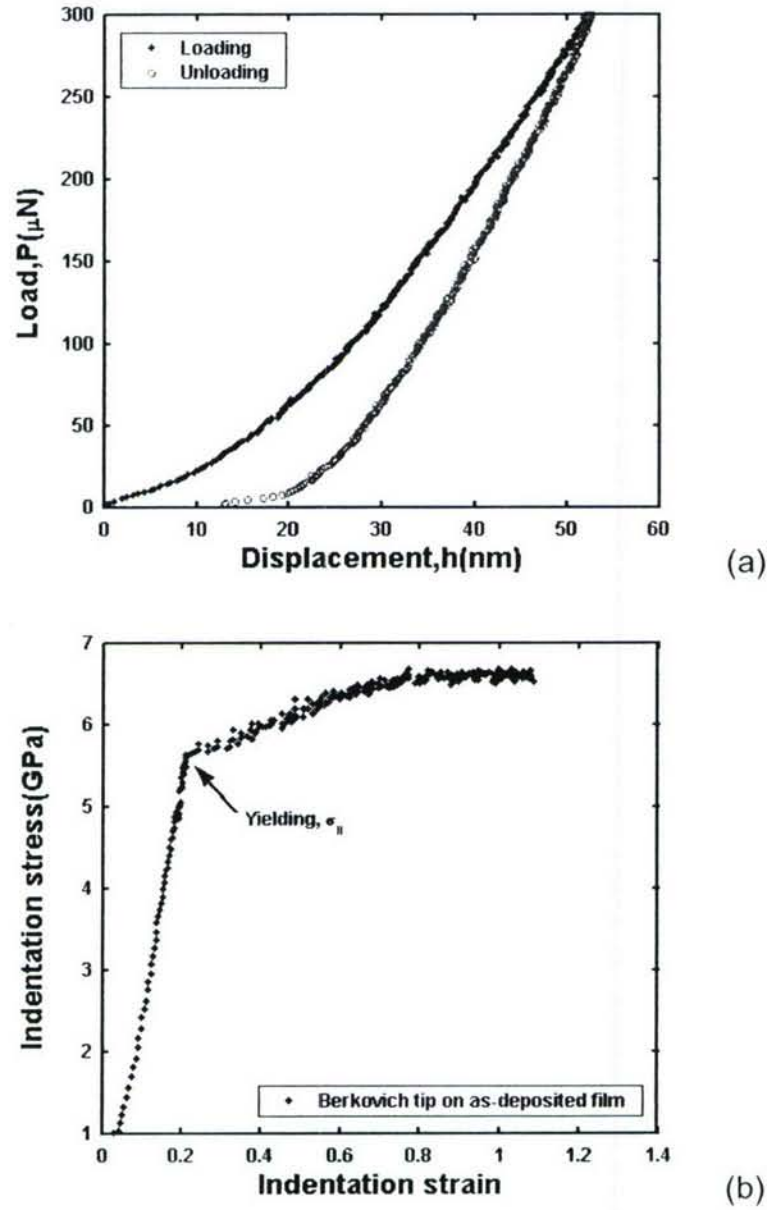 300
Loading
Unloading
250
200
150
100
50
0
Load,P(μN)
0 10 20 30 40 50 60
Displacement,h(nm)
(a)
7
6
5
4
3
2
1
Indentation stress(GPa)
Yielding, σ
Berkovich tip on as-deposited film
0 0.2 0.4 0.6 0.8 1 1.2 1.4
Indentation strain
(b)